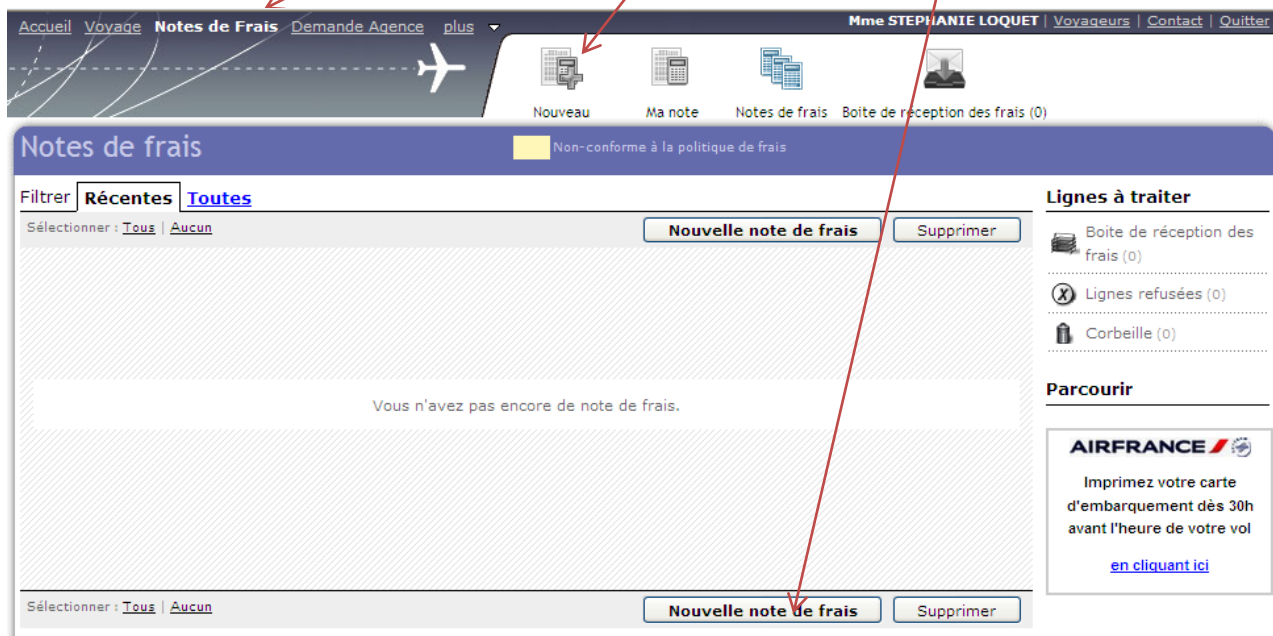 Accueil Voyage Notes de Frais Demande Agence plus Mme STEPHANIE LOQUET | Voyageurs | Contact | Quitter
Nouveau Ma note Notes de frais Boite de réception des frais (0)
Notes de frais Non-conforme à la politique de frais
Filtrer Récentes Toutes
Sélectionner : Tous | Aucun Nouvelle note de frais Supprimer
Vous n'avez pas encore de note de frais.
Sélectionner : Tous | Aucun Nouvelle note de frais Supprimer
Lignes à traiter
Boite de réception des
frais (0)
Lignes refusées (0)
Corbeille (0)
Parcourir
AIRFRANCE
Imprimez votre carte
d'embarquement dès 30h
avant l'heure de votre vol
en cliquant ici